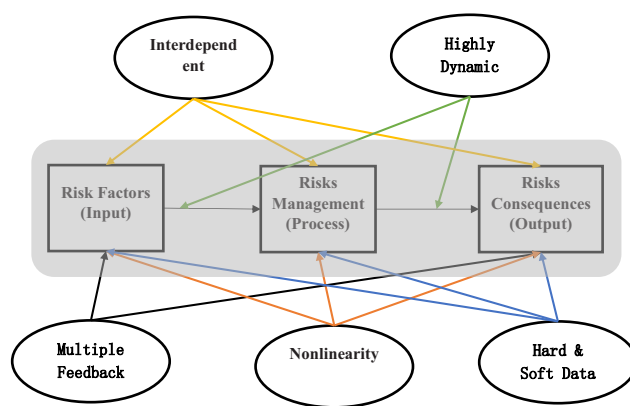 Interdepend
ent
Highly
Dynamic
Risk Factors
(Input)
Risks
Management
(Process)
Risks
Consequences
(Output)
Multiple
Feedback
Nonlinearity
Hard &
Soft Data